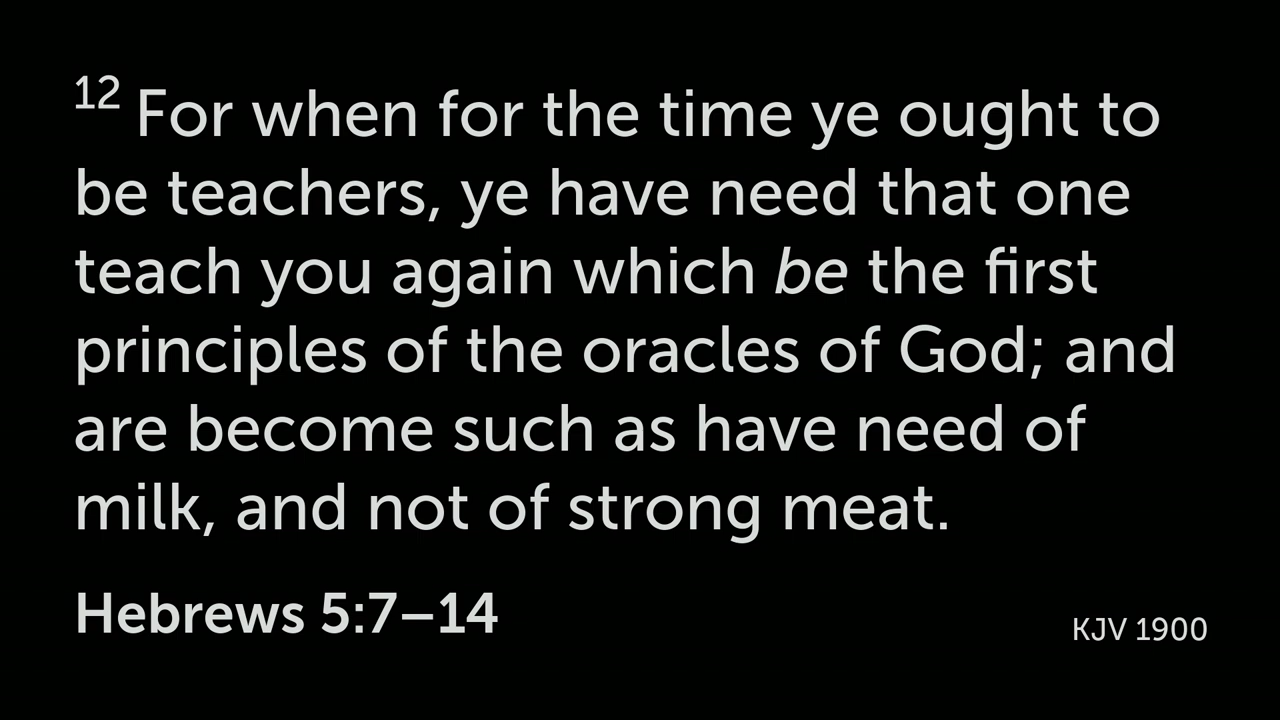 12 For when for the time ye ought to
be teachers, ye have need that one
teach you again which be the first
principles of the oracles of God; and
are become such as have need of
milk, and not of strong meat.
Hebrews 5:7–14
KJV 1900